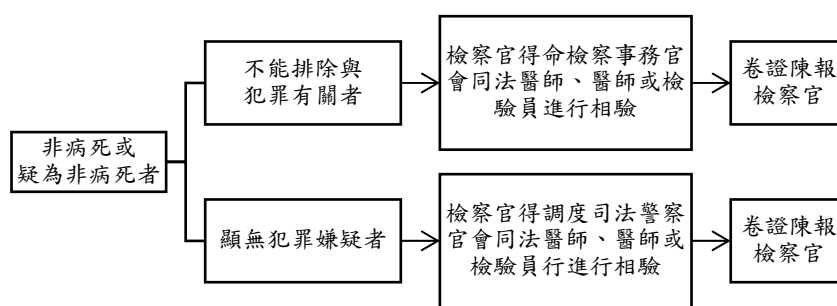 非病死或
疑為非病死者
不能排除與
犯罪有關者
檢察官得命檢察事務官
會同法醫師、醫師或檢
驗員進行相驗
卷證陳報
檢察官
顯無犯罪嫌疑者
檢察官得調度司法警察
官會同法醫師、醫師或
檢驗員行進行相驗
卷證陳報
檢察官